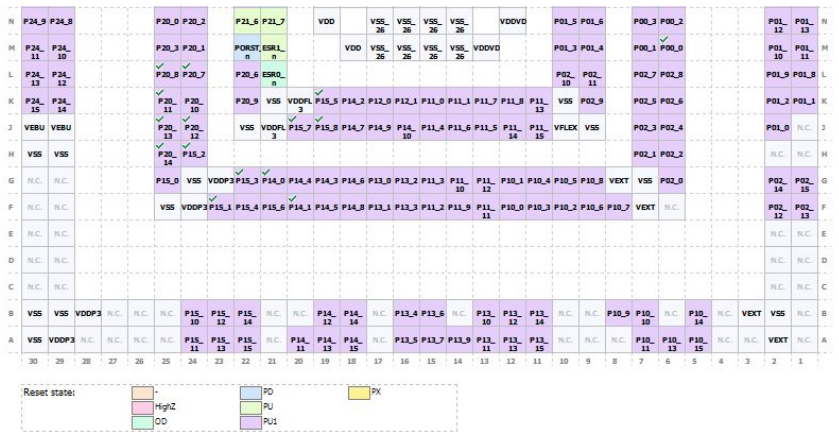 N P24_9 P24_8 P20_0 P20_2 P21_6 P21_7 VDD VSS_26 VSS_26 VSS_26 VSS_26 VDDVD P01_5 P01_6 P00_3 P00_2 P01_12 P01_13 N
M P24_11 P24_10 P20_3 P20_1 PORST_n ESR1_n VDD VSS_26 VSS_26 VSS_26 VSS_26 VDDVD P01_3 P01_4 P00_1 P00_0 P01_10 P01_11 M
L P24_13 P24_12 P20_8 P20_7 P20_6 ESR0_n P02_10 P02_11 P02_7 P02_8 P01_9 P01_8 L
K P24_15 P24_14 P20_11 P20_10 P20_9 VSS VDDFL3 P15_5 P14_2 P12_0 P12_1 P11_0 P11_1 P11_7 P11_8 P11_13 VSS P02_9 P02_5 P02_6 P01_2 P01_1 K
J VEBU VEBU P20_13 P20_12 VSS VDDFL3 P15_7 P15_8 P14_7 P14_9 P14_10 P11_4 P11_6 P11_5 P11_14 P11_15 VFLEX VSS P02_3 P02_4 P01_0 N.C. J
H VSS VSS P20_14 P15_2 P02_1 P02_2 N.C. N.C. H
G N.C. N.C. P15_0 VSS VDDP3 P15_3 P14_0 P14_4 P14_3 P14_6 P13_0 P13_2 P11_3 P11_10 P11_12 P10_1 P10_4 P10_5 P10_8 VEXT VSS P02_0 P02_14 P02_15 G
F N.C. N.C. VSS VDDP3 P15_1 P15_4 P15_6 P14_1 P14_5 P14_8 P13_1 P13_3 P11_2 P11_9 P11_11 P10_0 P10_3 P10_2 P10_6 P10_7 VEXT N.C. P02_12 P02_13 F
E N.C. N.C. N.C. N.C. E
D N.C. N.C. N.C. N.C. D
C N.C. N.C. N.C. N.C. C
B VSS VSS VDDP3 N.C. N.C. N.C. P15_10 P15_12 P15_14 N.C. N.C. P14_12 P14_14 N.C. P13_4 P13_6 N.C. P13_10 P13_12 P13_14 N.C. N.C. P10_9 P10_10 N.C. P10_14 N.C. VEXT VSS N.C. B
A VSS VDDP3 N.C. N.C. N.C. P15_11 P15_13 P15_15 N.C. P14_11 P14_13 P14_15 N.C. P13_5 P13_7 P13_9 P13_11 P13_13 P13_15 N.C. N.C. N.C. P10_11 P10_13 P10_15 N.C. N.C. VEXT N.C. A
30 29 28 27 26 25 24 23 22 21 20 19 18 17 16 15 14 13 12 11 10 9 8 7 6 5 4 3 2 1
Reset state: - PD PX
HighZ PU
OD PU1